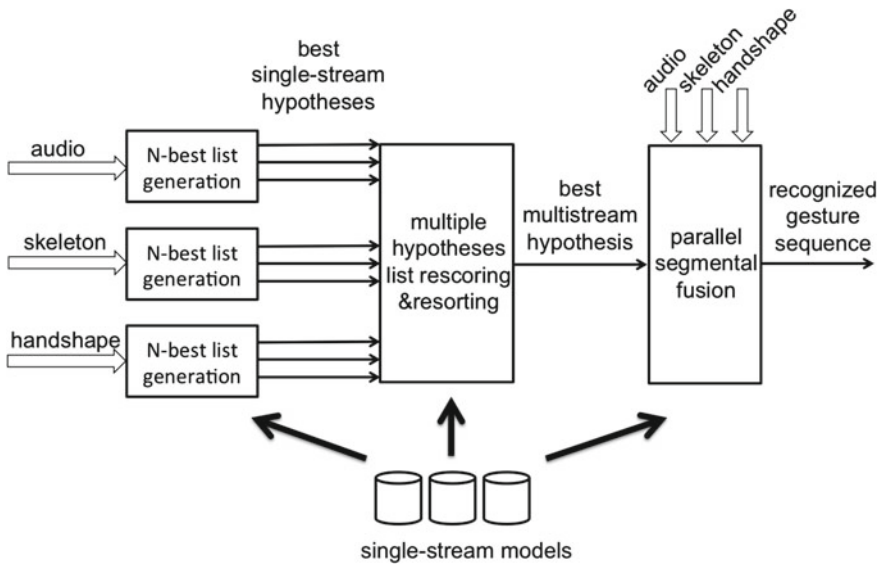 best
single-stream
hypotheses
audio
skeleton
handshape
audio
N-best list
generation
skeleton
N-best list
generation
handshape
N-best list
generation
multiple
hypotheses
list rescoring
&resorting
best
multistream
hypothesis
parallel
segmental
fusion
recognized
gesture
sequence
single-stream models